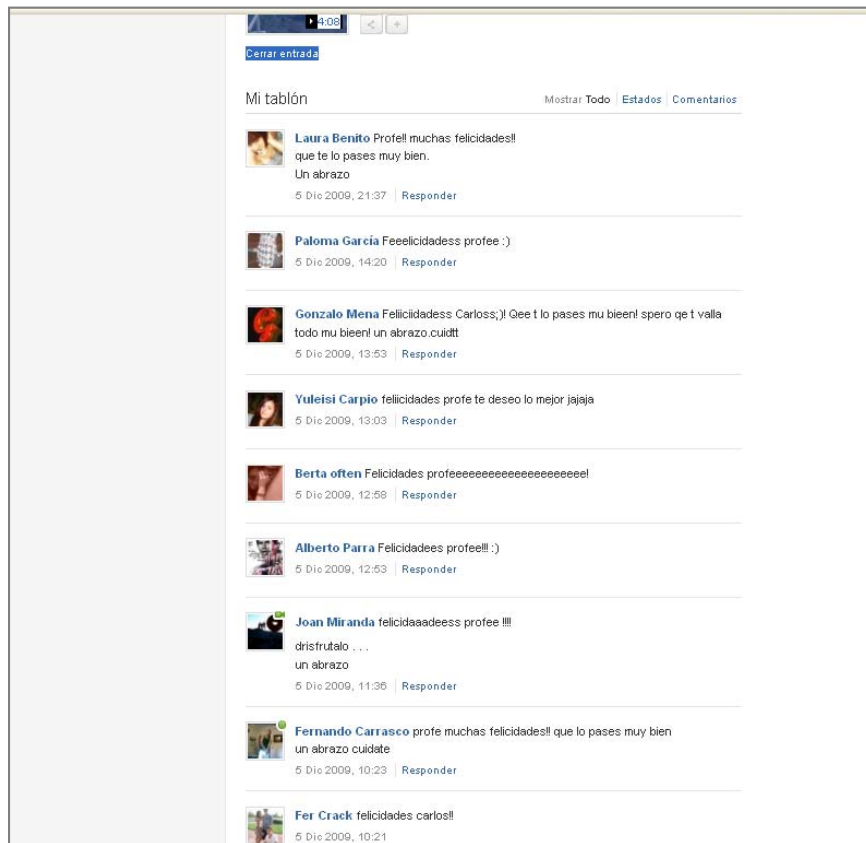 4:08
Cerrar entrada
Mi tablón
Mostrar Todo Estados Comentarios
Laura Benito Profe!! muchas felicidades!!
que te lo pases muy bien.
Un abrazo
5 Dic 2009, 21:37 Responder
Paloma García Feeelicidadess profee :)
5 Dic 2009, 14:20 Responder
Gonzalo Mena Feliiciidadess Carloss;)! Qee t lo pases mu bieen! spero qe t valla
todo mu bieen! un abrazo.cuidtt
5 Dic 2009, 13:53 Responder
Yuleisi Carpio feliicidades profe te deseo lo mejor jajaja
5 Dic 2009, 13:03 Responder
Berta often Felicidades profeeeeeeeeeeeeeeeeeeeee!
5 Dic 2009, 12:58 Responder
Alberto Parra Felicidadees profee!!! :)
5 Dic 2009, 12:53 Responder
Joan Miranda felicidaaadeess profee !!!!
drisfrutalo . . .
un abrazo
5 Dic 2009, 11:36 Responder
Fernando Carrasco profe muchas felicidades!! que lo pases muy bien
un abrazo cuidate
5 Dic 2009, 10:23 Responder
Fer Crack felicidades carlos!!
5 Dic 2009, 10:21